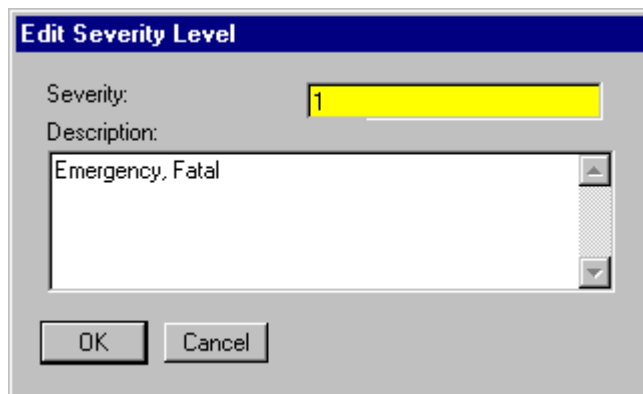 Edit Severity Level
Severity:
1
Description:
Emergency, Fatal
OK
Cancel